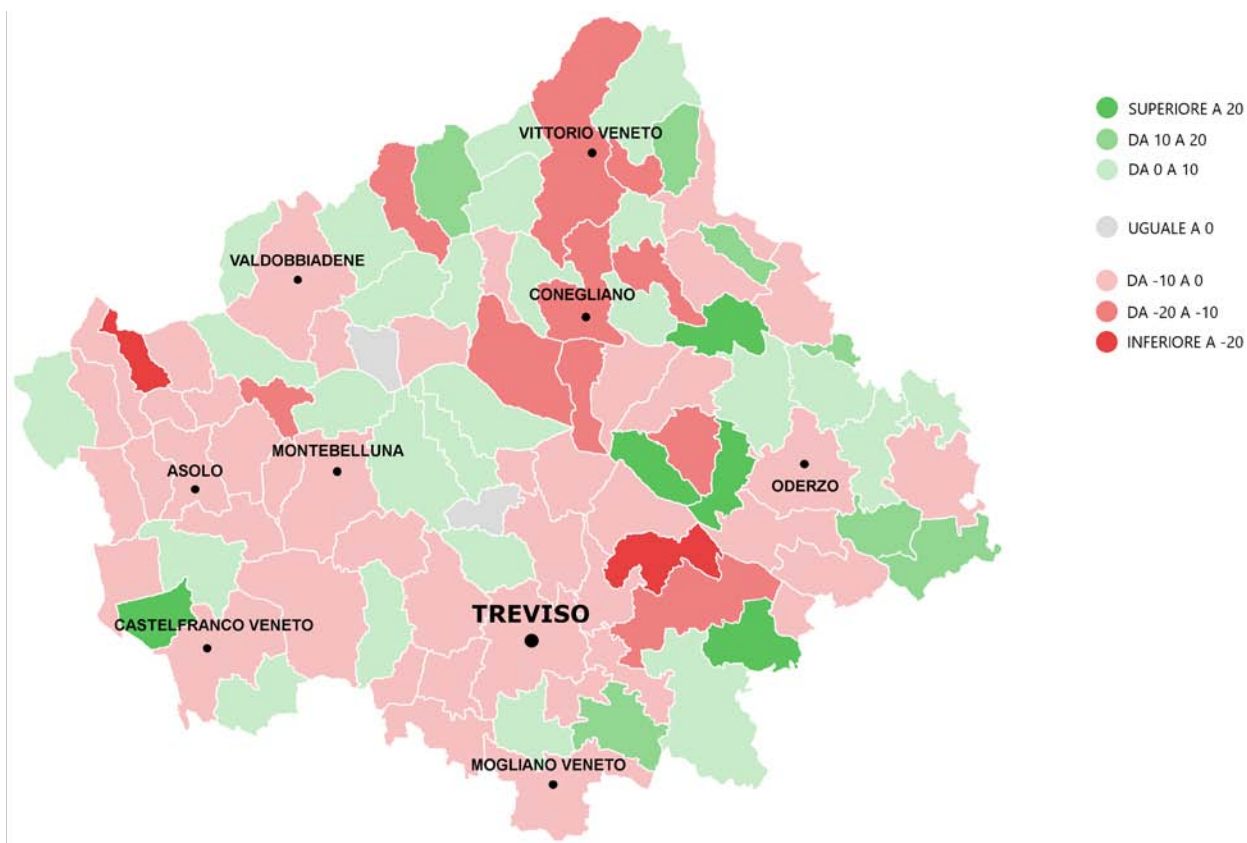 SUPERIORE A 20
DA 10 A 20
DA 0 A 10
UGUALE A 0
DA -10 A 0
DA -20 A -10
INFERIORE A -20
VITTORIO VENETO
VALDOBBIADENE
CONEGLIANO
MONTEBELLUNA
ASOLO
ODERZO
TREVISO
CASTELFRANCO VENETO
MOGLIANO VENETO